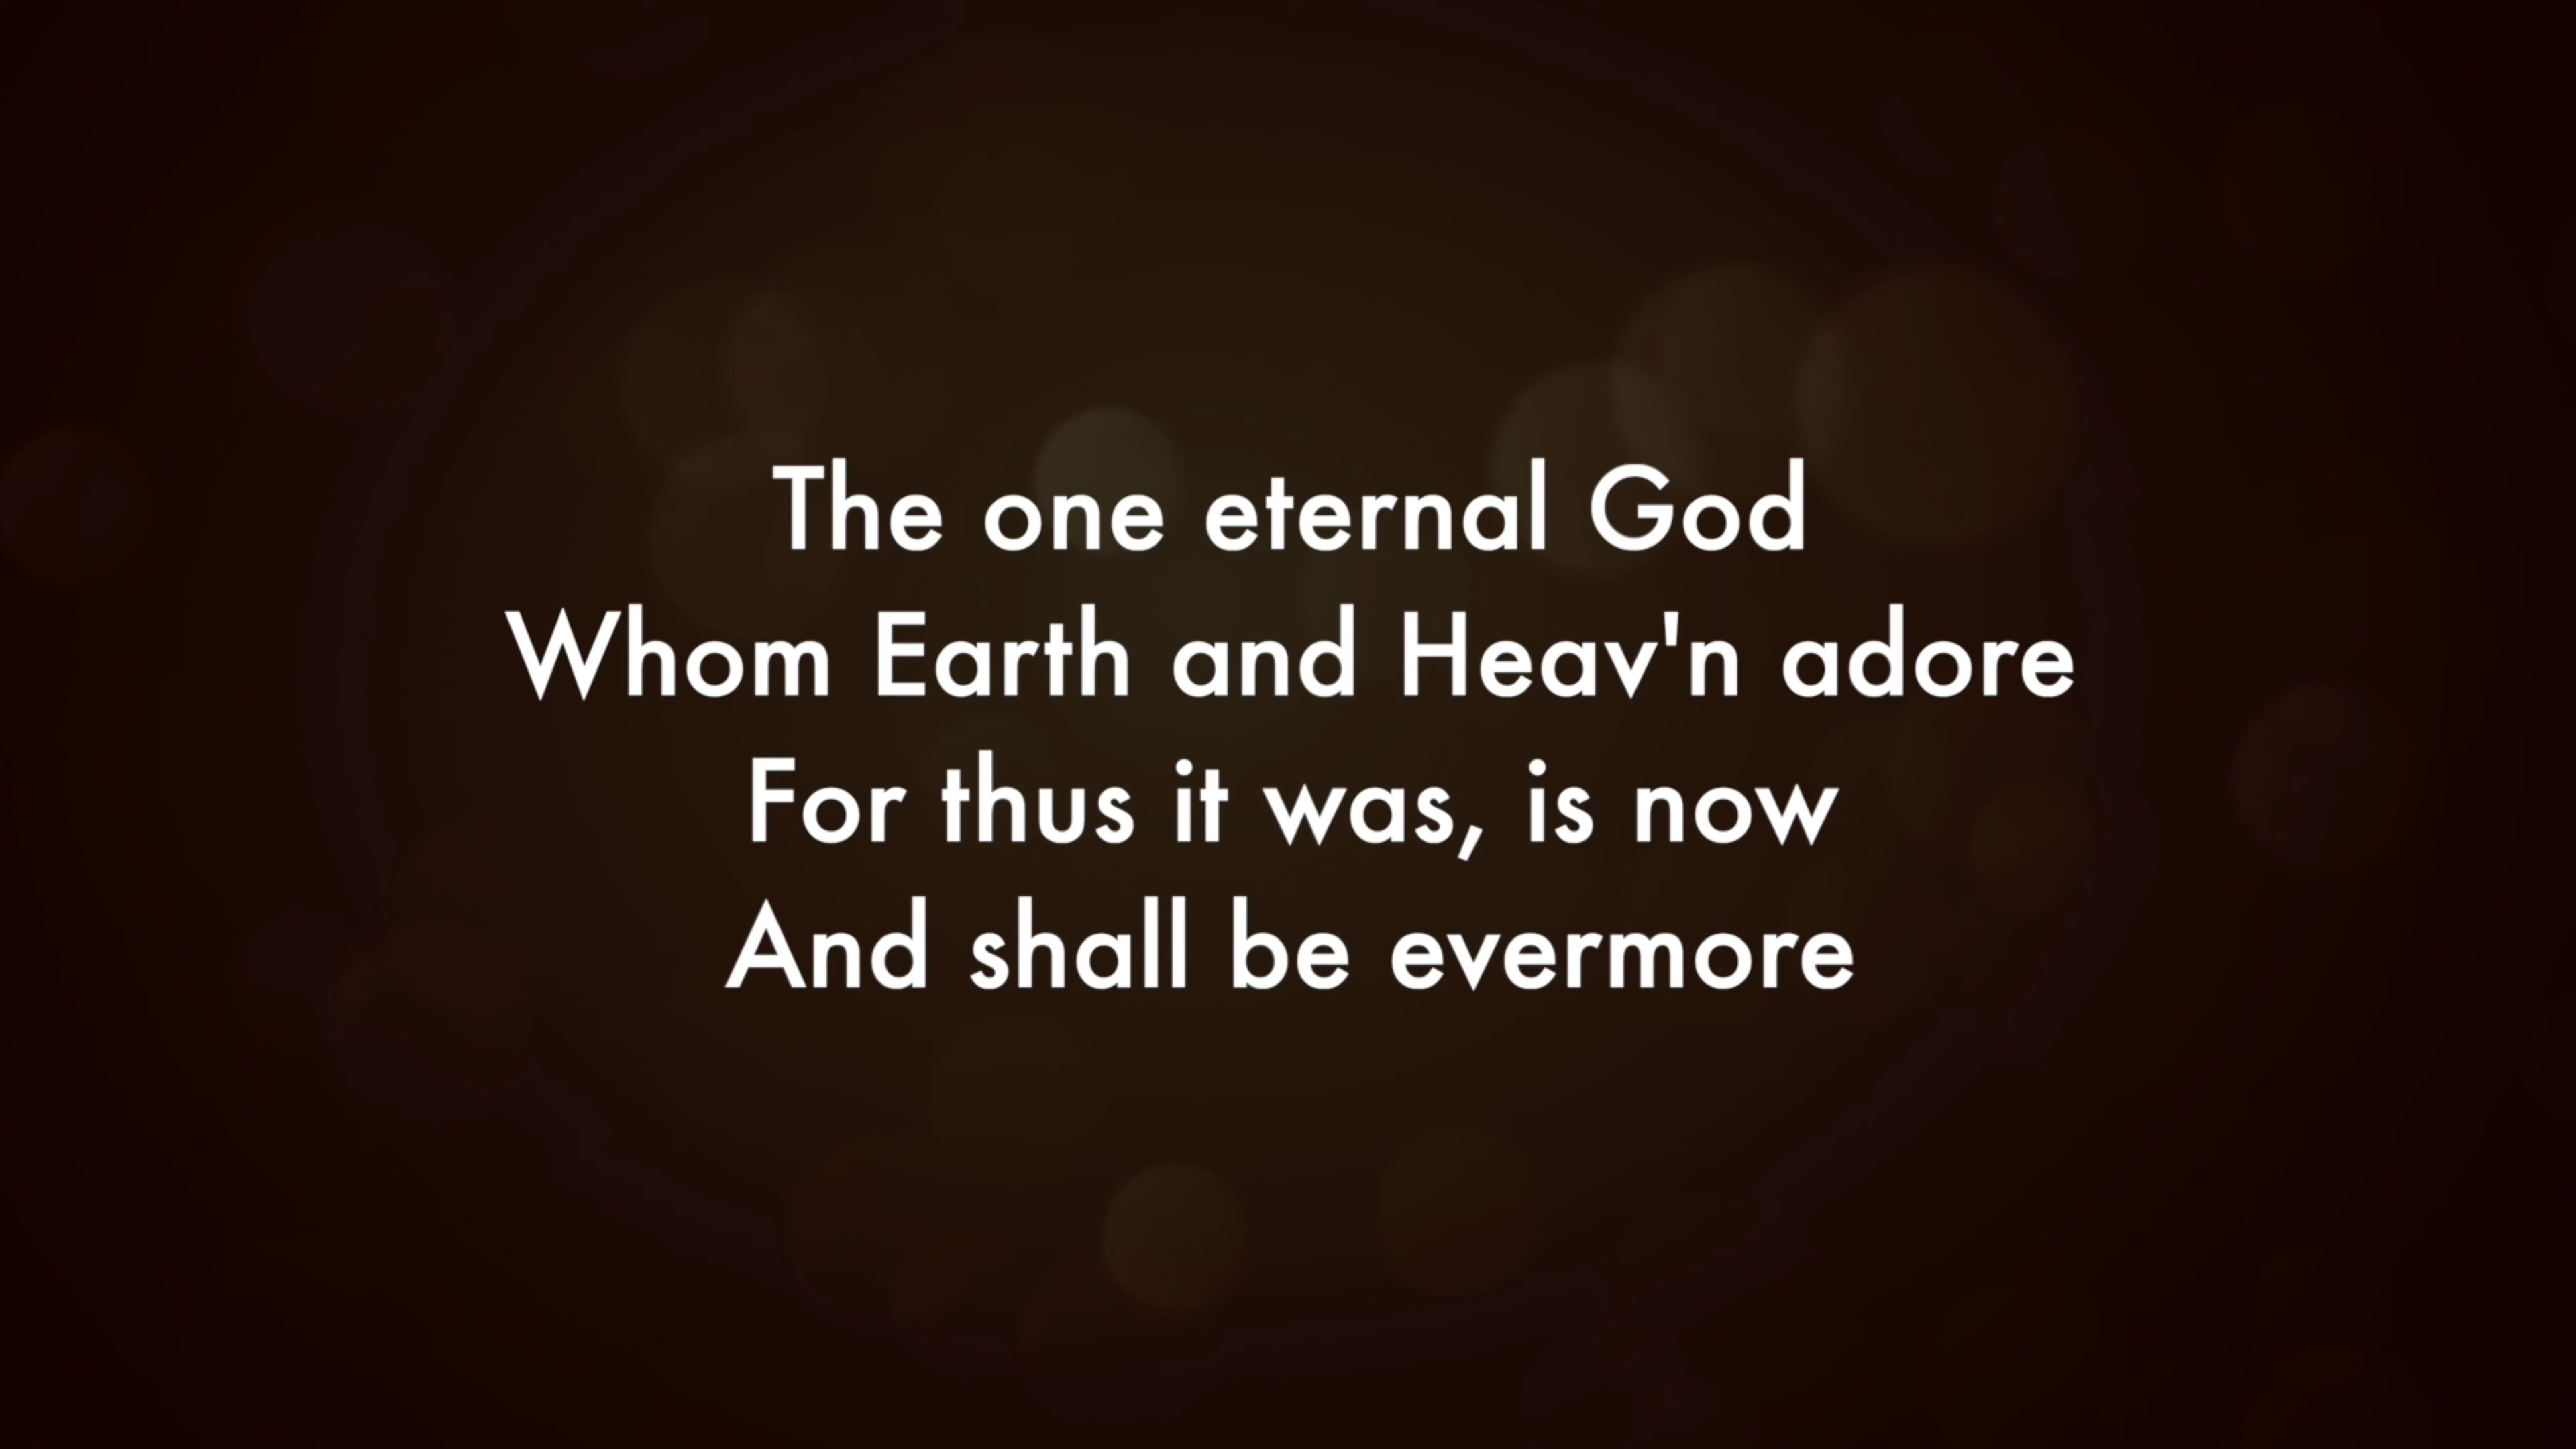 The one eternal God
Whom Earth and Heav'n adore
For thus it was, is now
And shall be evermore